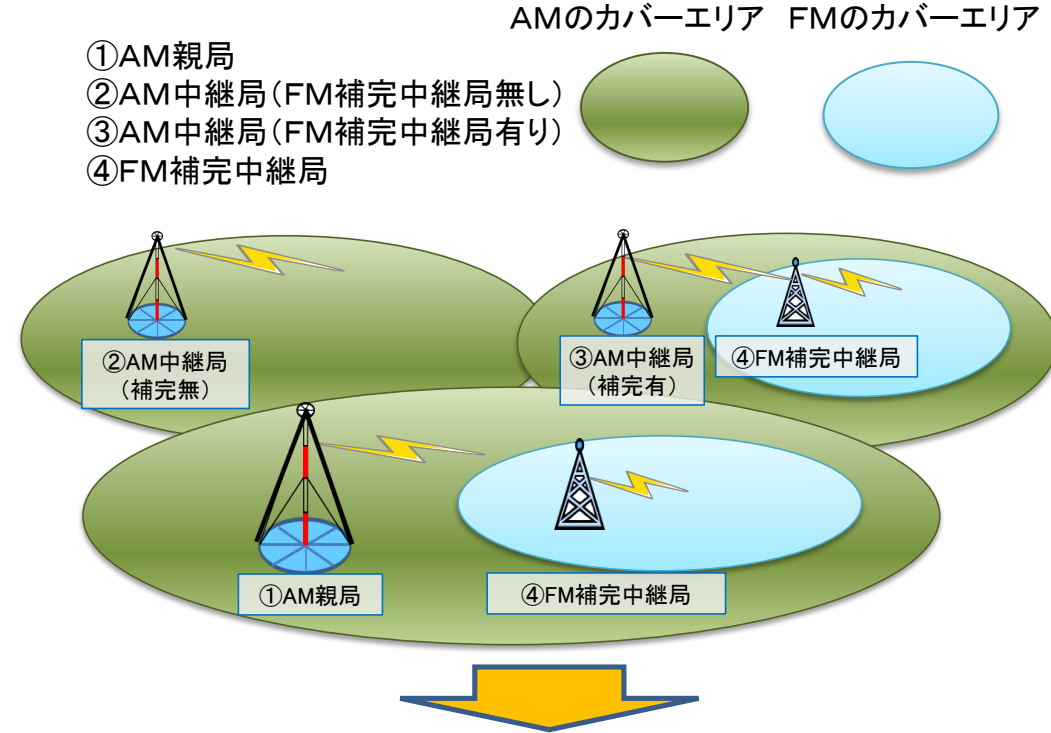 AMのカバーエリア FMのカバーエリア
①AM親局
②AM中継局(FM補完中継局無し)
③AM中継局(FM補完中継局有り)
④FM補完中継局
②AM中継局
(補完無)
③AM中継局
(補完有)
④FM補完中継局
①AM親局
④FM補完中継局